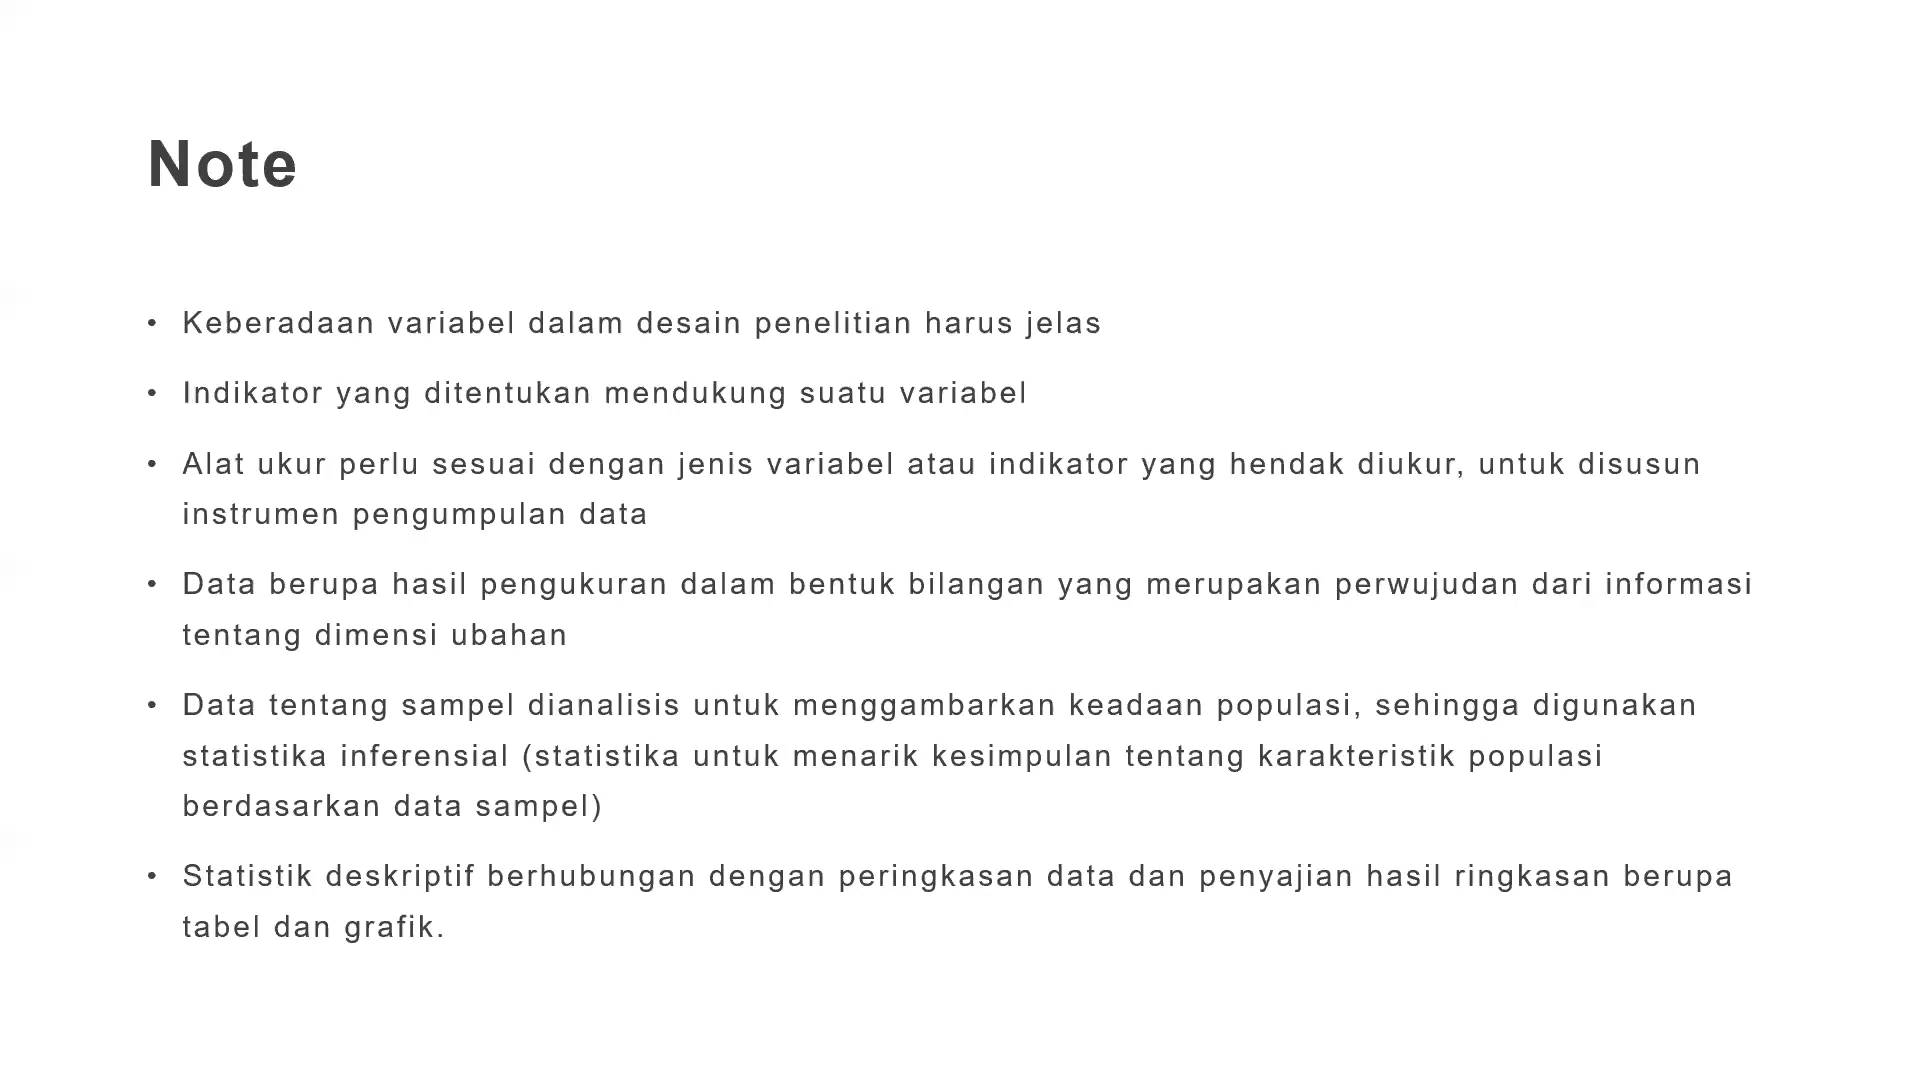 Note
• Keberadaan variabel dalam desain penelitian harus jelas
• Indikator yang ditentukan mendukung suatu variabel
• Alat ukur perlu sesuai dengan jenis variabel atau indikator yang hendak diukur, untuk disusun
instrumen pengumpulan data
• Data berupa hasil pengukuran dalam bentuk bilangan yang merupakan perwujudan dari informasi
tentang dimensi ubahan
• Data tentang sampel dianalisis untuk menggambarkan keadaan populasi, sehingga digunakan
statistika inferensial (statistika untuk menarik kesimpulan tentang karakteristik populasi
berdasarkan data sampel)
• Statistik deskriptif berhubungan dengan peringkasan data dan penyajian hasil ringkasan berupa
tabel dan grafik.